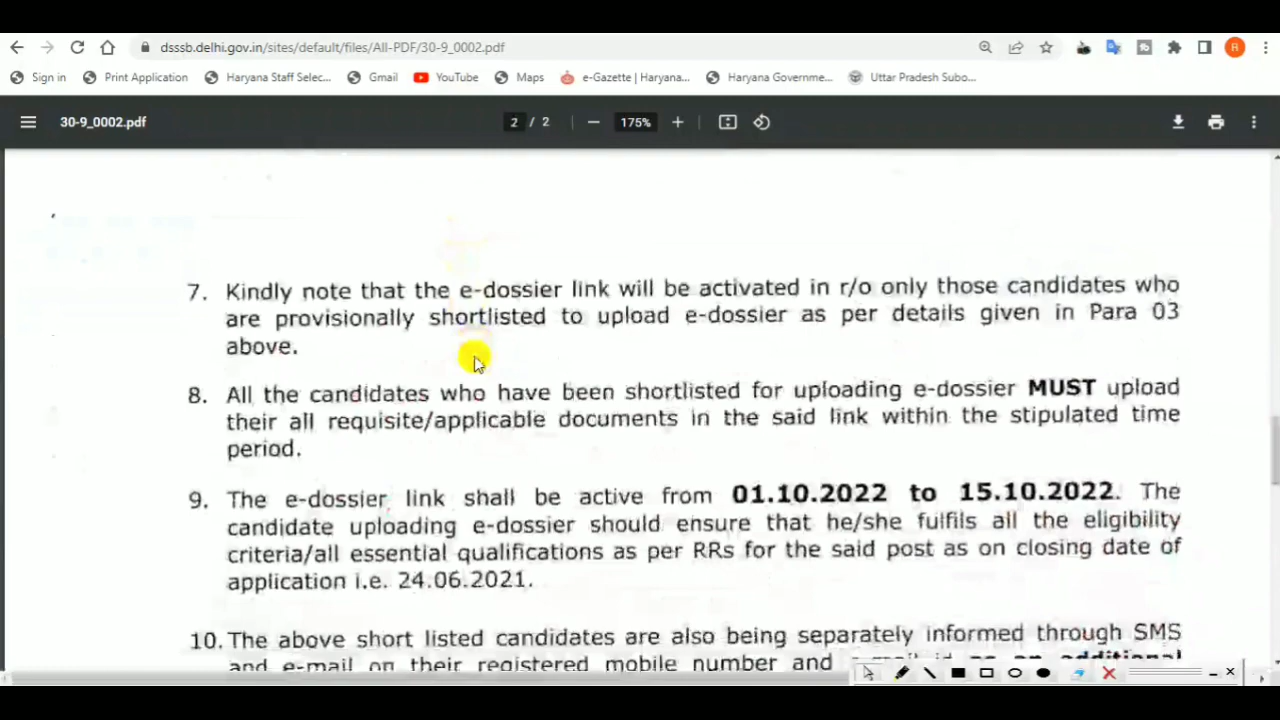 dsssb.delhi.gov.in/sites/default/files/All-PDF/30-9_0002.pdf
R
Sign in Print Application Haryana Staff Selec... Gmail YouTube Maps e-Gazette | Haryana... Haryana Governme... Uttar Pradesh Subo...
30-9_0002.pdf 2 / 2 175%
7. Kindly note that the e-dossier link will be activated in r/o only those candidates who
are provisionally shortlisted to upload e-dossier as per details given in Para 03
above.
8. All the candidates who have been shortlisted for uploading e-dossier MUST upload
their all requisite/applicable documents in the said link within the stipulated time
period.
9. The e-dossier link shall be active from 01.10.2022 to 15.10.2022. The
candidate uploading e-dossier should ensure that he/she fulfils all the eligibility
criteria/all essential qualifications as per RRs for the said post as on closing date of
application i.e. 24.06.2021.
10. The above short listed candidates are also being separately informed through SMS
and e-mail on their registered mobile number and